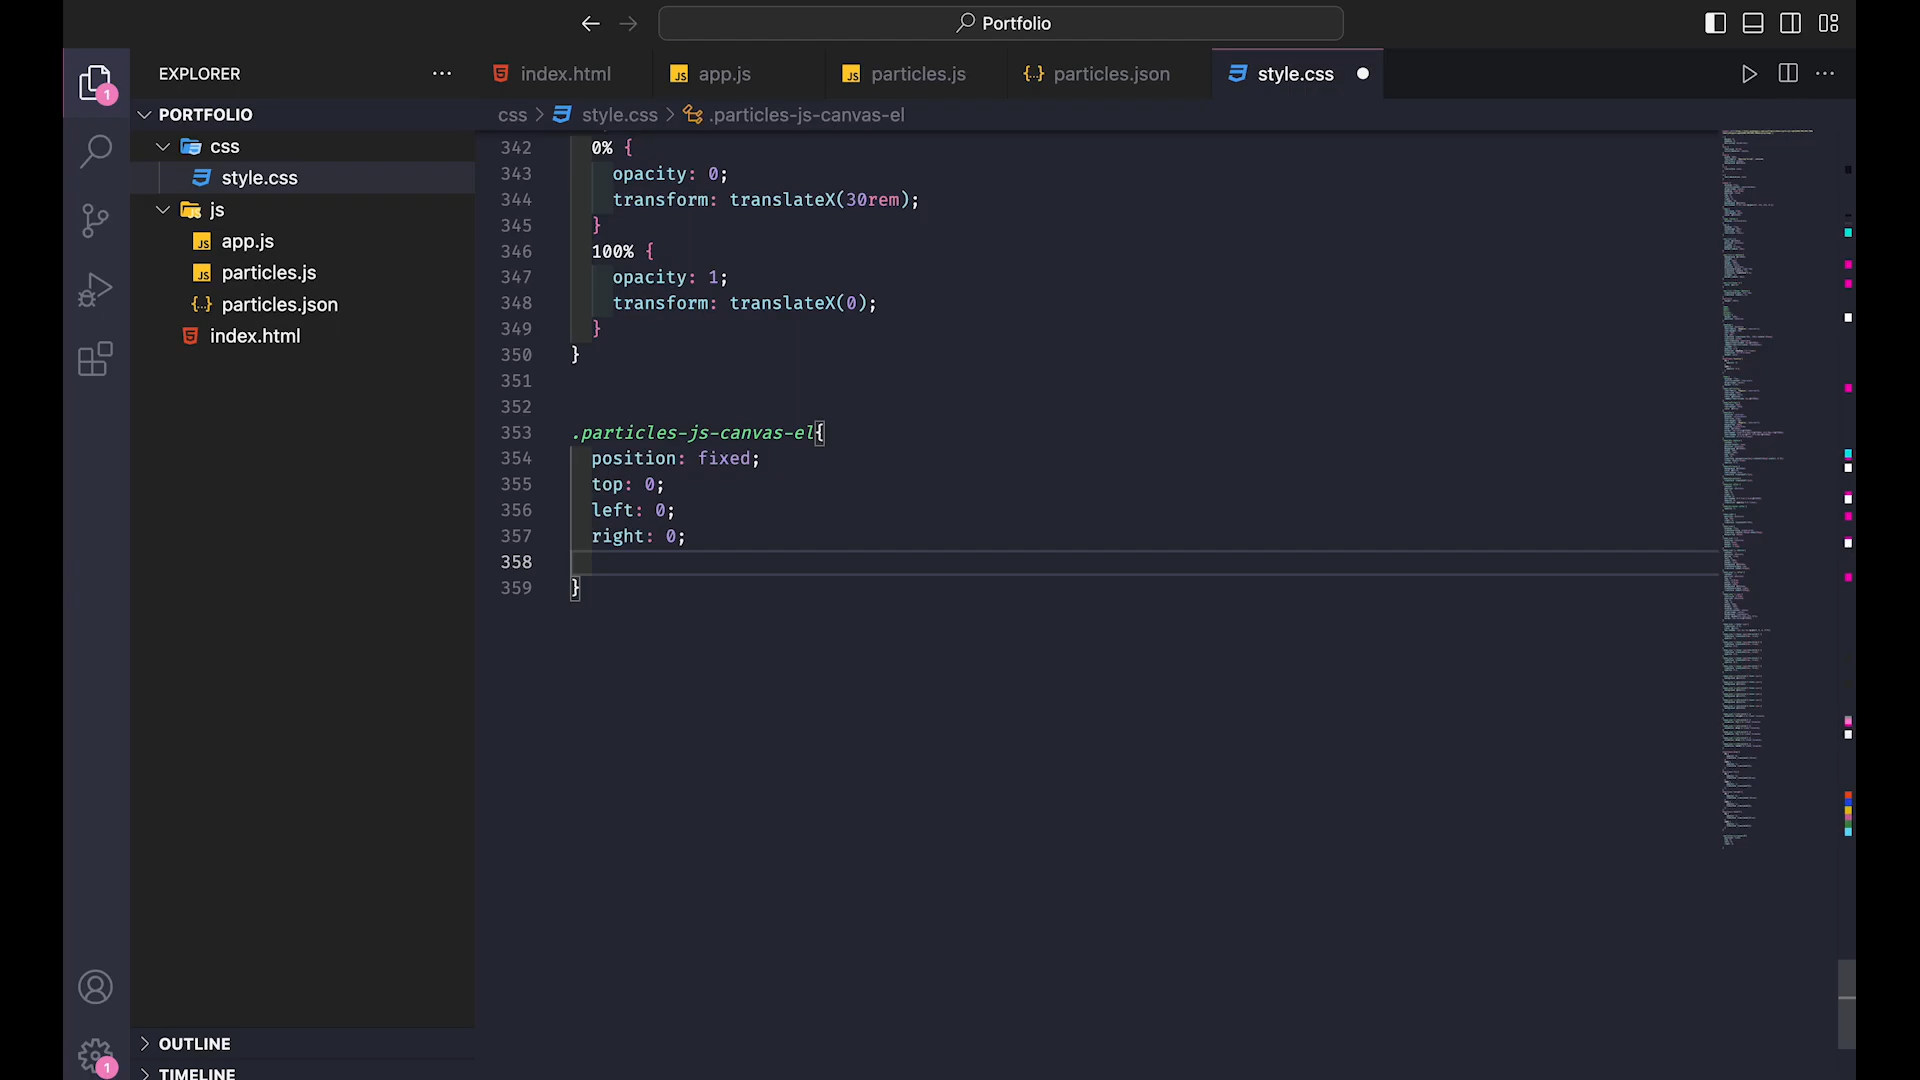 Portfolio
EXPLORER
index.html
app.js
particles.js
particles.json
style.css
PORTFOLIO
css
style.css
js
app.js
particles.js
particles.json
index.html
css > style.css > .particles-js-canvas-el
342 0% {
343 opacity: 0;
344 transform: translateX(30rem);
345 }
346 100% {
347 opacity: 1;
348 transform: translateX(0);
349 }
350 }
351
352
353 .particles-js-canvas-el{
354 position: fixed;
355 top: 0;
356 left: 0;
357 right: 0;
358
359 }
OUTLINE
TIMELINE
1
1